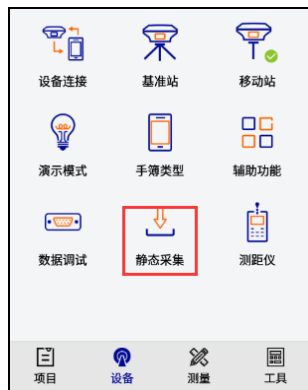 设备连接 基准站 移动站
演示模式 手簿类型 辅助功能
数据调试 静态采集 测距仪
项目 设备 测量 工具